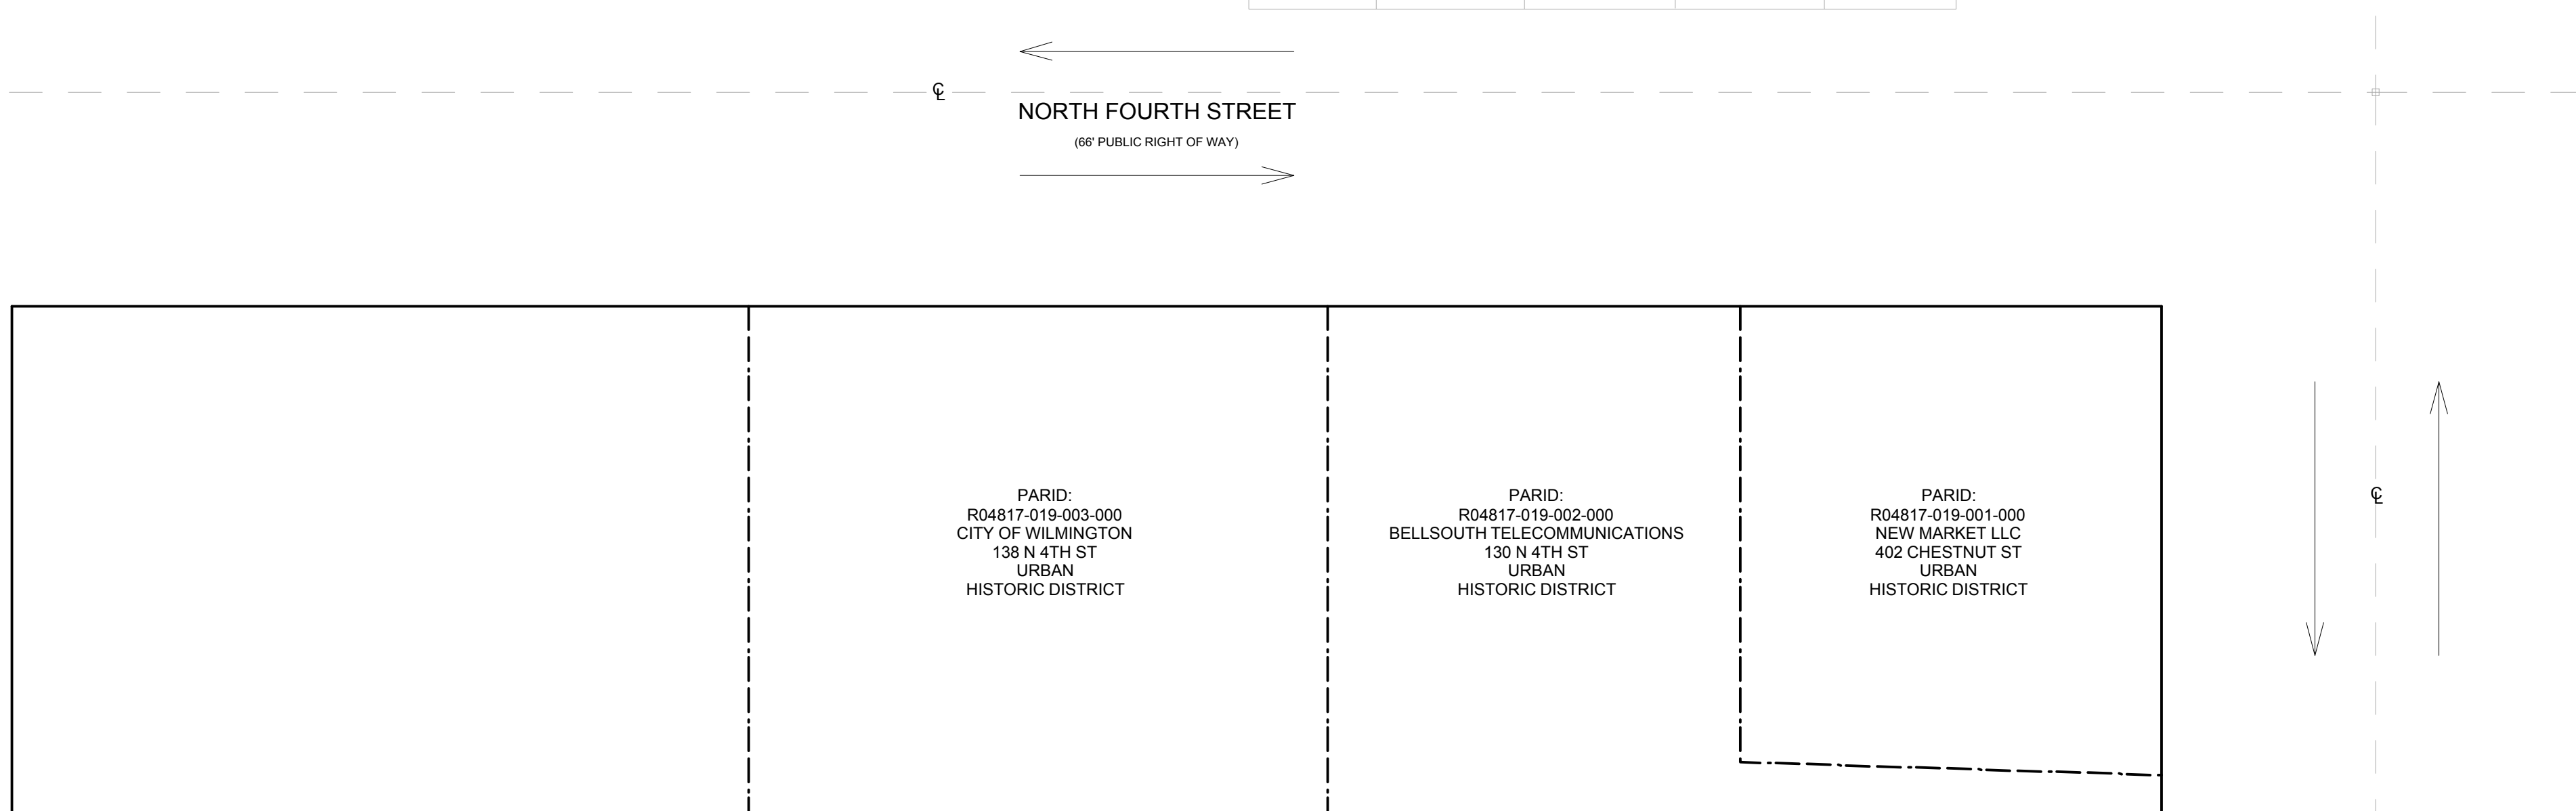 ℄
NORTH FOURTH STREET
(66' PUBLIC RIGHT OF WAY)
PARID:
R04817-019-003-000
CITY OF WILMINGTON
138 N 4TH ST
URBAN
HISTORIC DISTRICT
PARID:
R04817-019-002-000
BELLSOUTH TELECOMMUNICATIONS
130 N 4TH ST
URBAN
HISTORIC DISTRICT
PARID:
R04817-019-001-000
NEW MARKET LLC
402 CHESTNUT ST
URBAN
HISTORIC DISTRICT
℄